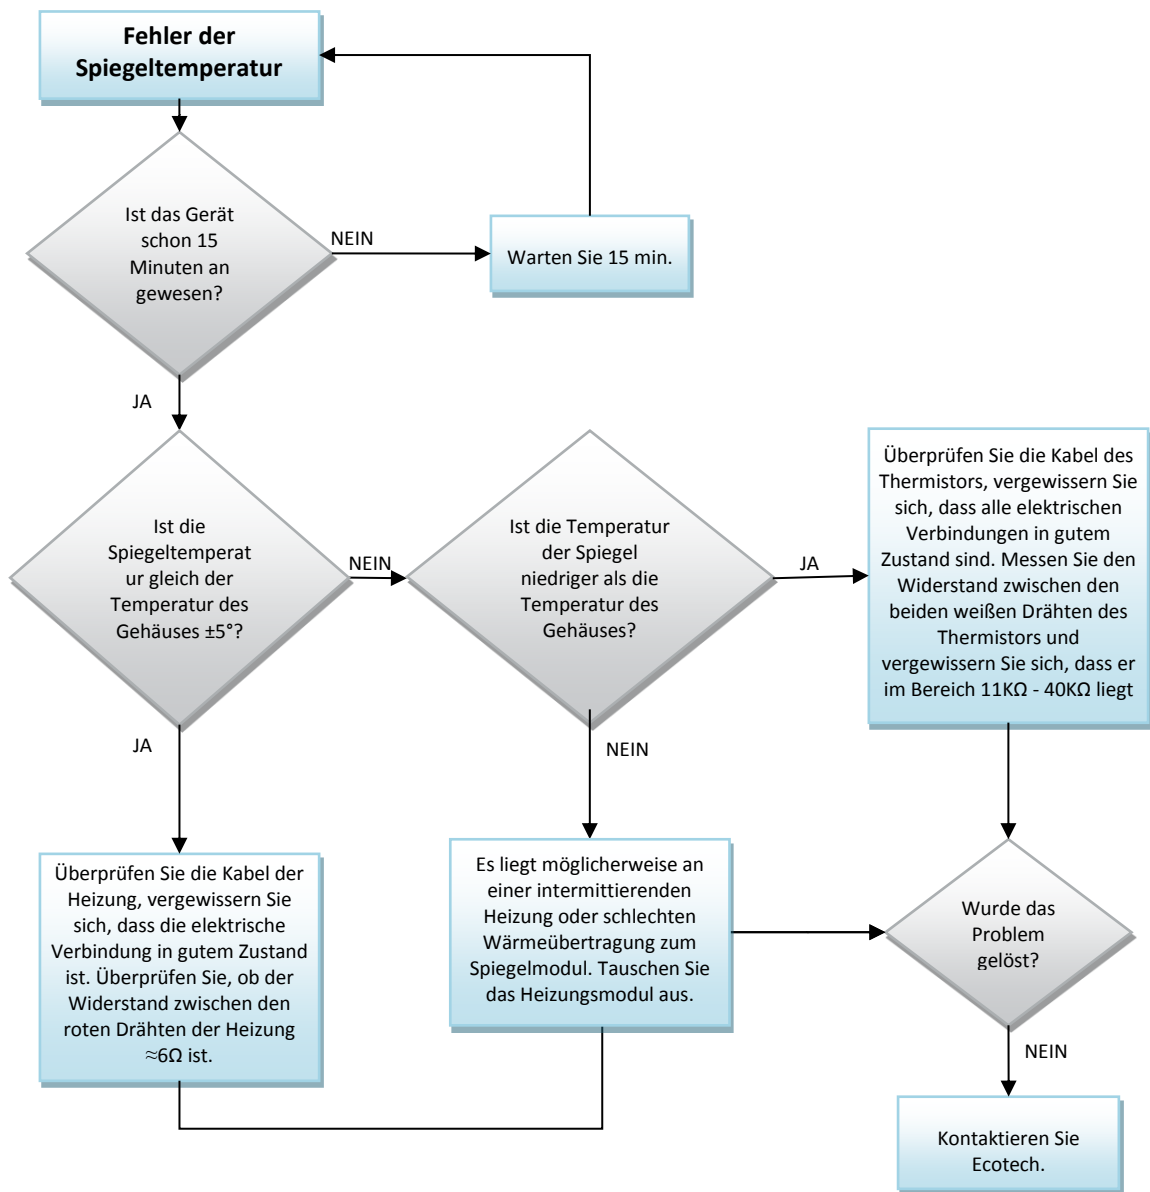 Fehler der
Spiegeltemperatur
Ist das Gerät
schon 15
Minuten an
gewesen?
NEIN
Warten Sie 15 min.
JA
Ist die
Spiegeltemperat
ur gleich der
Temperatur des
Gehäuses ±5°?
NEIN
Ist die Temperatur
der Spiegel
niedriger als die
Temperatur des
Gehäuses?
JA
Überprüfen Sie die Kabel des
Thermistors, vergewissern Sie
sich, dass alle elektrischen
Verbindungen in gutem
Zustand sind. Messen Sie den
Widerstand zwischen den
beiden weißen Drähten des
Thermistors und
vergewissern Sie sich, dass er
im Bereich 11KΩ - 40KΩ liegt
JA
NEIN
Überprüfen Sie die Kabel der
Heizung, vergewissern Sie
sich, dass die elektrische
Verbindung in gutem Zustand
ist. Überprüfen Sie, ob der
Widerstand zwischen den
roten Drähten der Heizung
≈6Ω ist.
Es liegt möglicherweise an
einer intermittierenden
Heizung oder schlechten
Wärmeübertragung zum
Spiegelmodul. Tauschen Sie
das Heizungsmodul aus.
Wurde das
Problem
gelöst?
NEIN
Kontaktieren Sie
Ecotech.